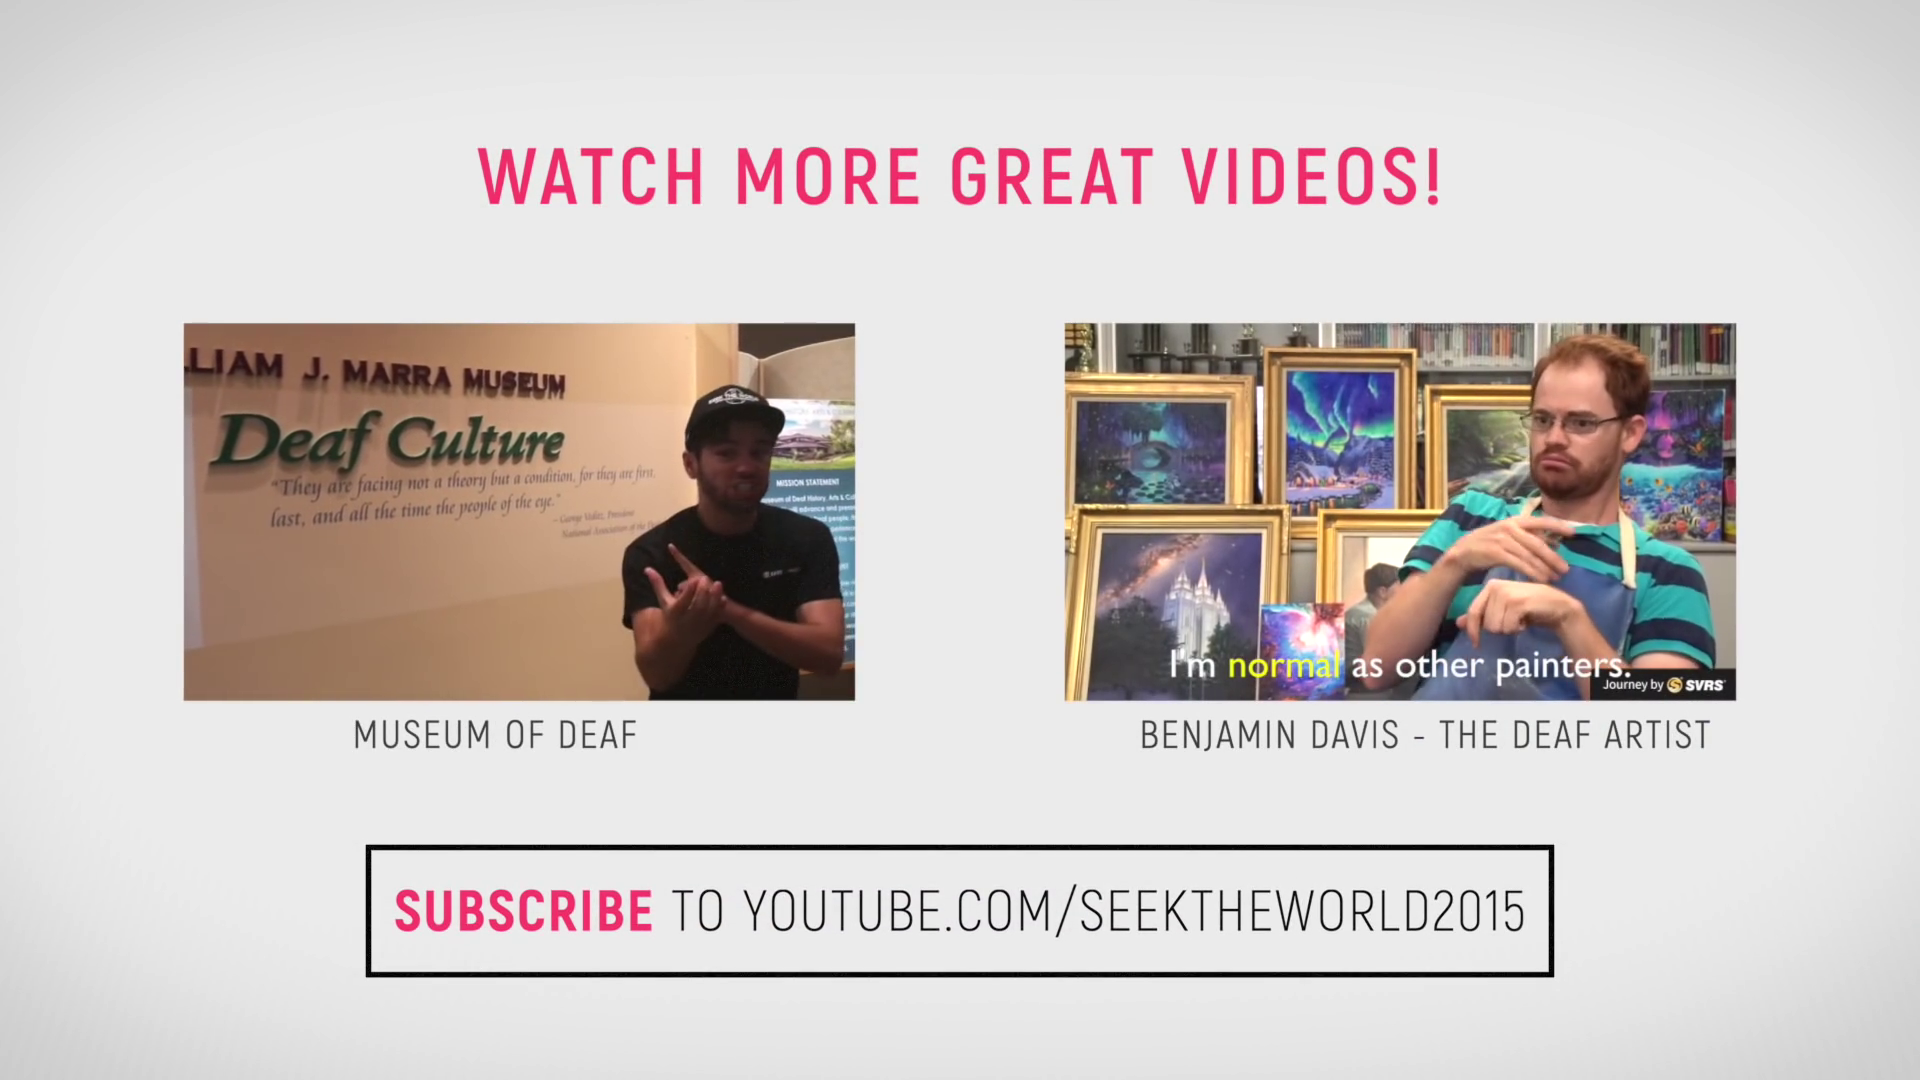 WATCH MORE GREAT VIDEOS!
LLIAM J. MARRA MUSEUM
Deaf Culture
"They are facing not a theory but a condition, for they are first,
last, and all the time the people of the eye."
- George Veditz, President
National Association of the
MISSION STATEMENT
MUSEUM OF DEAF
I'm normal as other painters.
Journey by SVRS
BENJAMIN DAVIS - THE DEAF ARTIST
SUBSCRIBE TO YOUTUBE.COM/SEEKTHEWORLD2015